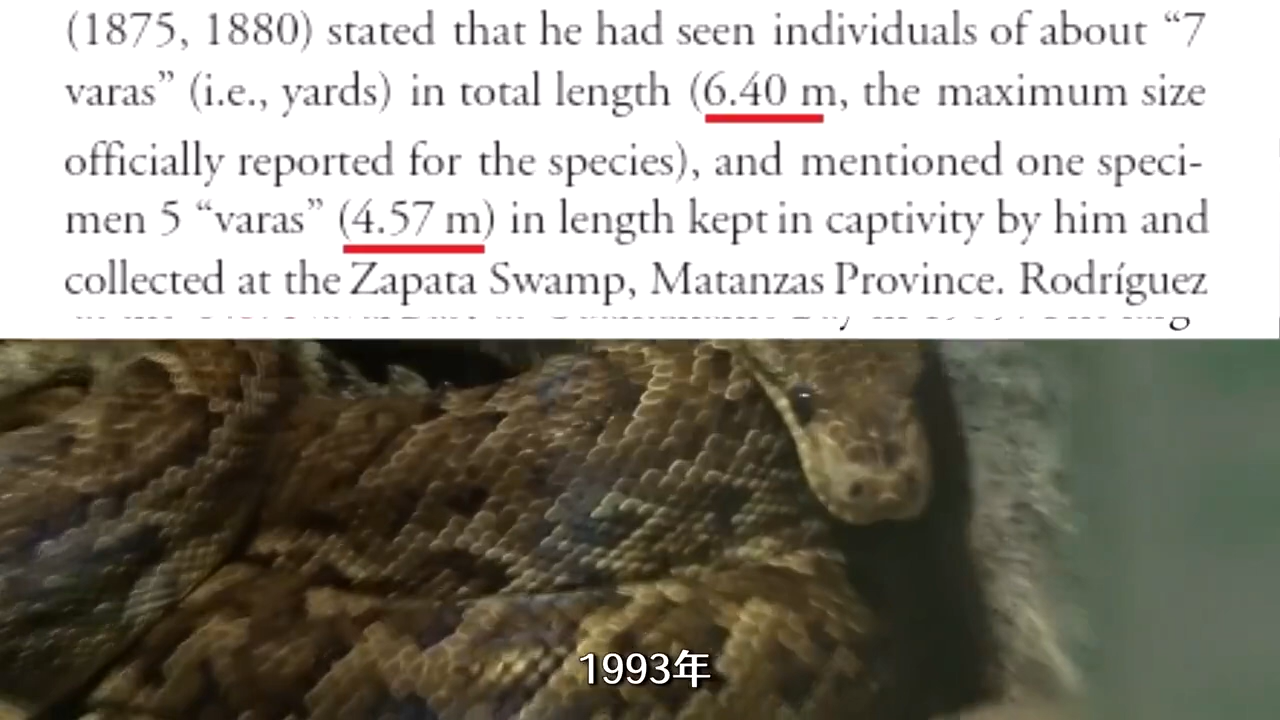 (1875, 1880) stated that he had seen individuals of about “7
varas” (i.e., yards) in total length (6.40 m, the maximum size
officially reported for the species), and mentioned one speci-
men 5 “varas” (4.57 m) in length kept in captivity by him and
collected at the Zapata Swamp, Matanzas Province. Rodríguez
1993年